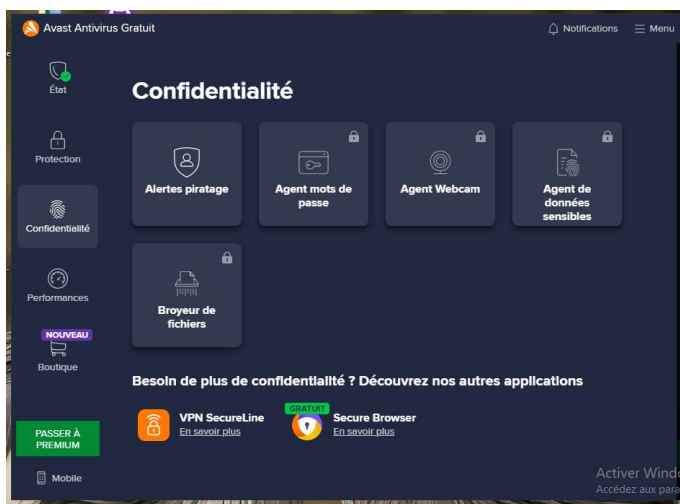 Avast Antivirus Gratuit
Notifications
Menu
État
Protection
Confidentialité
Performances
NOUVEAU
Boutique
PASSER À
PREMIUM
Mobile
Confidentialité
Alertes piratage
Agent mots de
passe
Agent Webcam
Agent de
données
sensibles
Broyeur de
fichiers
Besoin de plus de confidentialité ? Découvrez nos autres applications
VPN SecureLine
En savoir plus
GRATUIT
Secure Browser
En savoir plus
Activer Wind
Accédez aux para